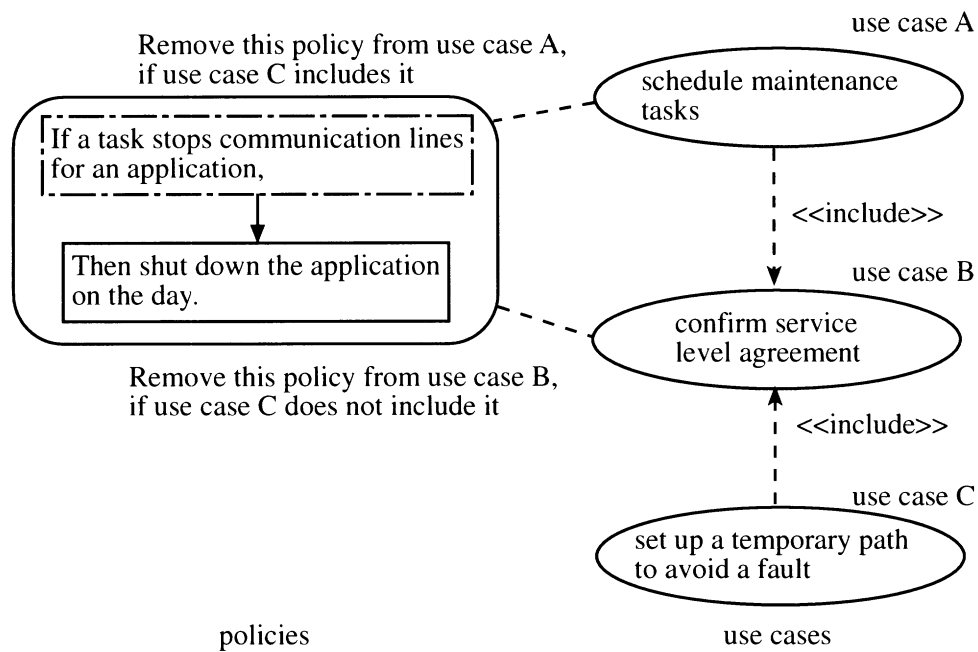 use case A
Remove this policy from use case A,
if use case C includes it
schedule maintenance
tasks
If a task stops communication lines
for an application,
<<include>>
Then shut down the application
on the day.
use case B
confirm service
level agreement
Remove this policy from use case B,
if use case C does not include it
<<include>>
use case C
set up a temporary path
to avoid a fault
policies
use cases